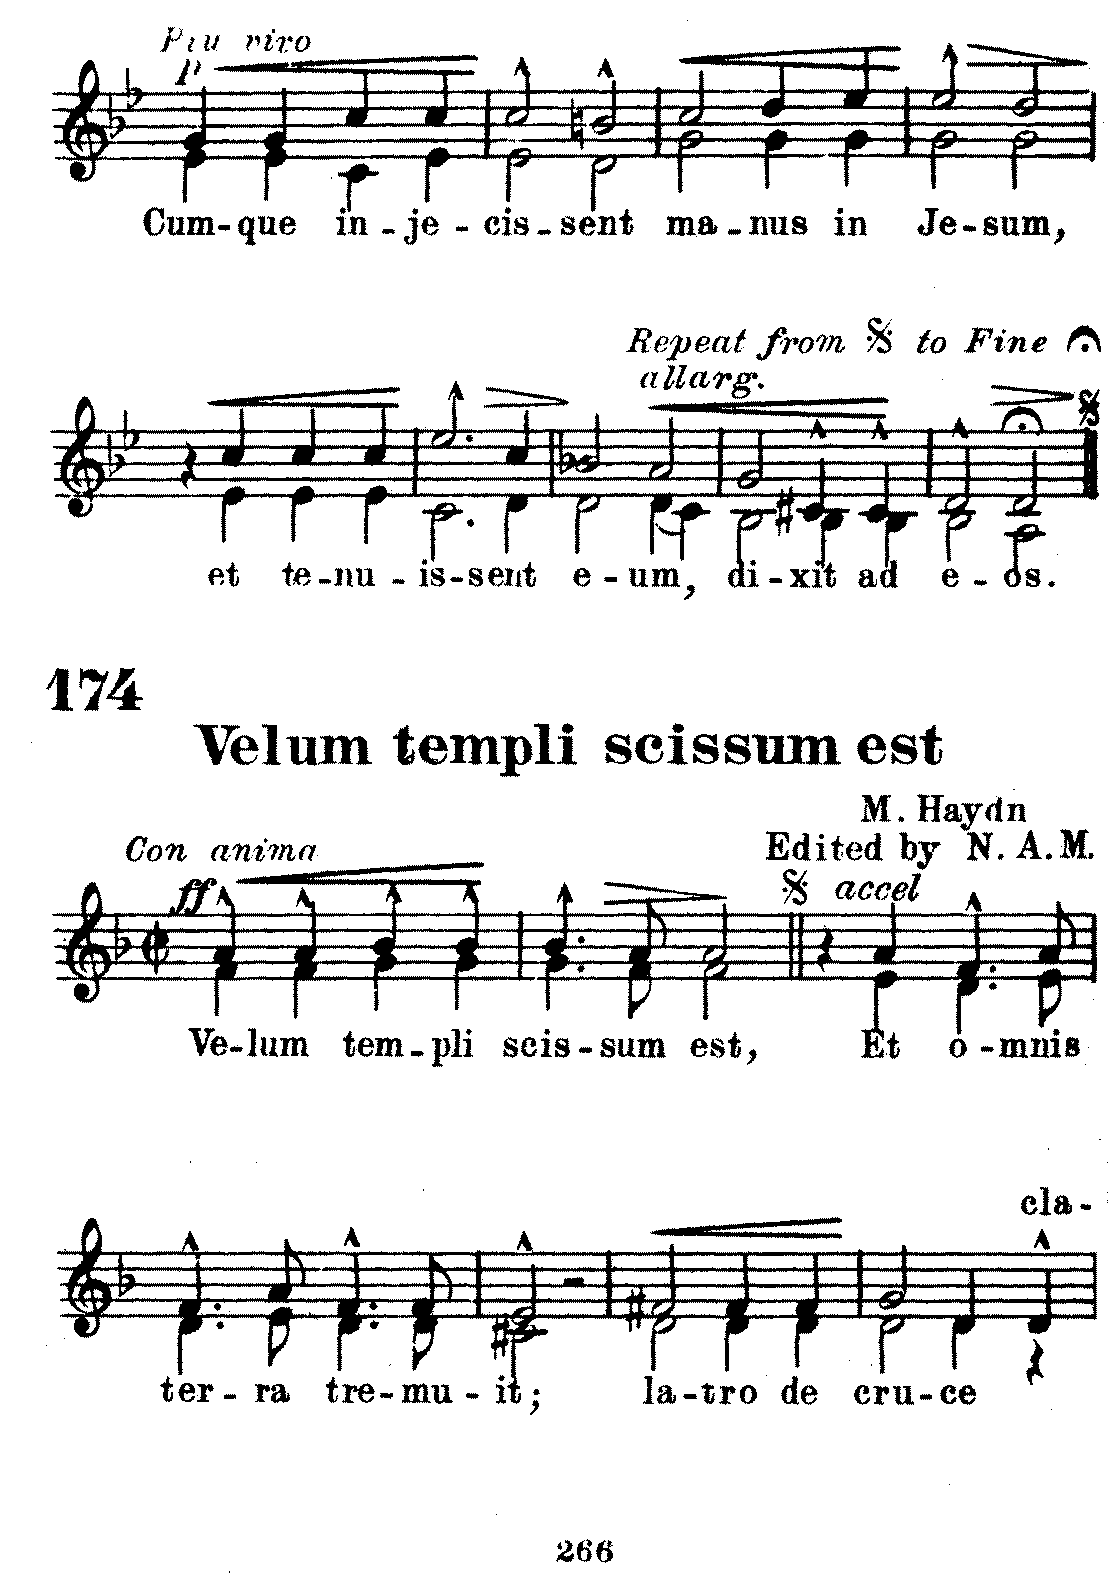 Piu vivo
p
Cum-que in-je-cis-sent ma-nus in Je-sum,
Repeat from 𝄋 to Fine 𝄐
allarg.
et te-nu-is-sent e-um, di-xit ad e-os.
174
Velum templi scissum est
M. Haydn
Edited by N. A. M.
Con anima
ff
𝄋 accel
Ve-lum tem-pli scis-sum est, Et o-mnis
cla-
ter-ra tre-mu-it; la-tro de cru-ce
266